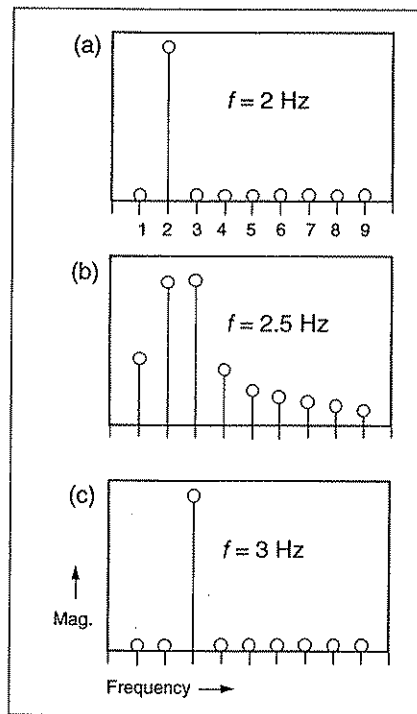 (a)
f = 2 Hz
1 2 3 4 5 6 7 8 9
(b)
f = 2.5 Hz
(c)
f = 3 Hz
Mag.
Frequency